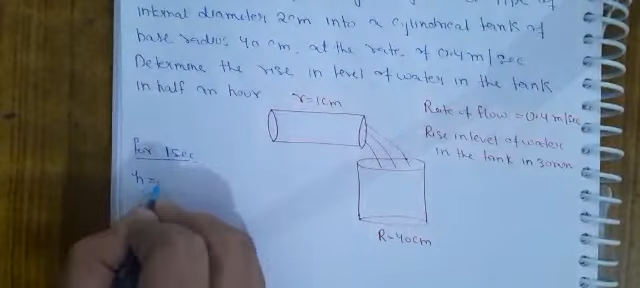 internal diameter 2cm into a cylindrical tank of
base radius 40 cm, at the rate of 0.4 m/sec
Determine the rise in level of water in the tank
in half an hour
r=1cm
Rate of flow = 0.4 m/sec
Rise in level of water
in the tank in 30min
for 1sec
h=
R=40cm